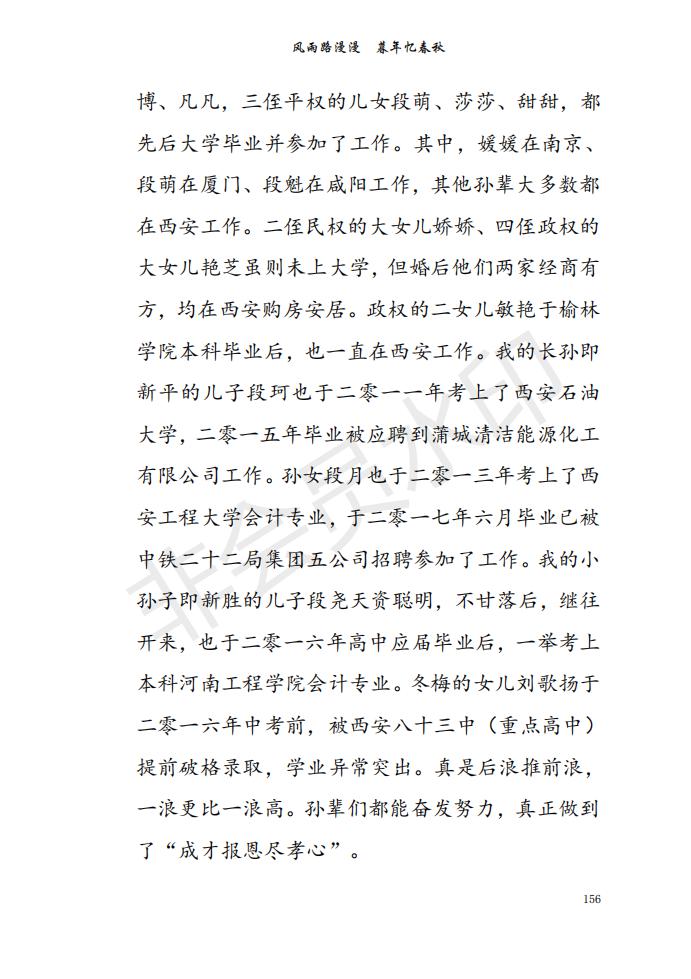 风雨路漫漫　暮年忆春秋
博、凡凡，三侄平权的儿女段萌、莎莎、甜甜，都
先后大学毕业并参加了工作。其中，媛媛在南京、
段萌在厦门、段魁在咸阳工作，其他孙辈大多数都
在西安工作。二侄民权的大女儿娇娇、四侄政权的
大女儿艳芝虽则未上大学，但婚后他们两家经商有
方，均在西安购房安居。政权的二女儿敏艳于榆林
学院本科毕业后，也一直在西安工作。我的长孙即
新平的儿子段珂也于二零一一年考上了西安石油
大学，二零一五年毕业被应聘到蒲城清洁能源化工
有限公司工作。孙女段月也于二零一三年考上了西
安工程大学会计专业，于二零一七年六月毕业已被
中铁二十二局集团五公司招聘参加了工作。我的小
孙子即新胜的儿子段尧天资聪明，不甘落后，继往
开来，也于二零一六年高中应届毕业后，一举考上
本科河南工程学院会计专业。冬梅的女儿刘歌扬于
二零一六年中考前，被西安八十三中（重点高中）
提前破格录取，学业异常突出。真是后浪推前浪，
一浪更比一浪高。孙辈们都能奋发努力，真正做到
了“成才报恩尽孝心”。
非会员水印
156